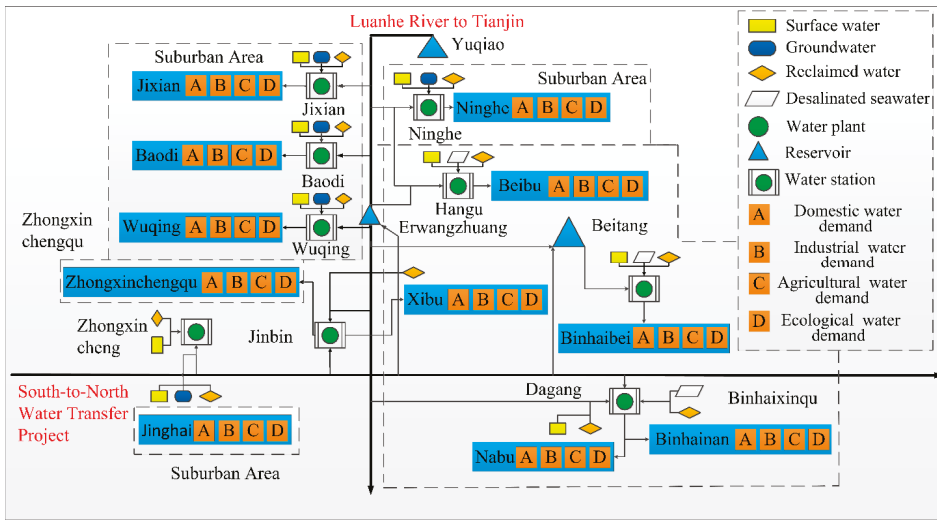 Luanhe River to Tianjin
Yuqiao
Suburban Area
Jixian A B C D
Jixian
Baodi A B C D
Baodi
Wuqing A B C D
Wuqing
Zhongxin
chengqu
Zhongxinchengqu A B C D
Zhongxin
cheng
Jinbin
South-to-North
Water Transfer
Project
Jinghai A B C D
Suburban Area
Suburban Area
Ninghe A B C D
Ninghe
Beibu A B C D
Hangu
Erwangzhuang
Beitang
Xibu A B C D
Binhaibei A B C D
Dagang
Binhaixinqu
Binhainan A B C D
Nabu A B C D
Surface water
Groundwater
Reclaimed water
Desalinated seawater
Water plant
Reservoir
Water station
A Domestic water
demand
B Industrial water
demand
C Agricultural water
demand
D Ecological water
demand